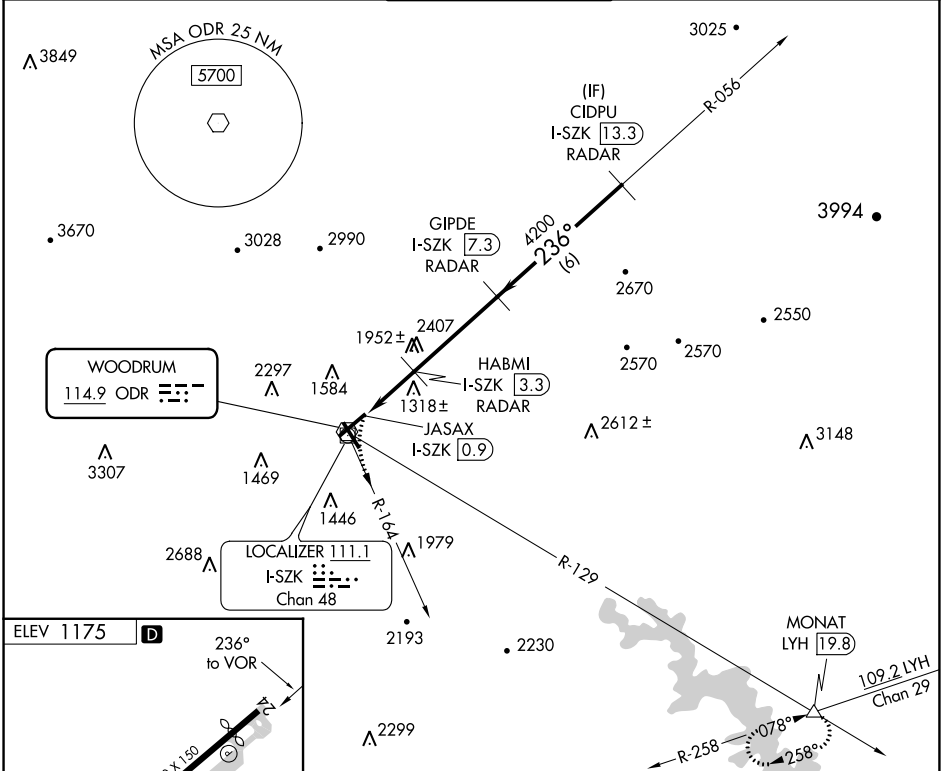 MSA ODR 25 NM
5700
3849
3025
R-056
(IF)
CIDPU
I-SZK 13.3
RADAR
3994
GIPDE
I-SZK 7.3
RADAR
4200
236°
(6)
3670
3028
2990
2670
2550
2570
2570
1952 ±
2407
WOODRUM
114.9 ODR
2297
1584
1318 ±
HABMI
I-SZK 3.3
RADAR
JASAX
I-SZK 0.9
2612 ±
3148
3307
1469
1446
R-164
2688
LOCALIZER 111.1
I-SZK
Chan 48
1979
R-129
2193
2230
MONAT
LYH 19.8
109.2 LYH
Chan 29
R-258
078°
258°
2299
ELEV 1175
D
236°
to VOR
24
P
X 150